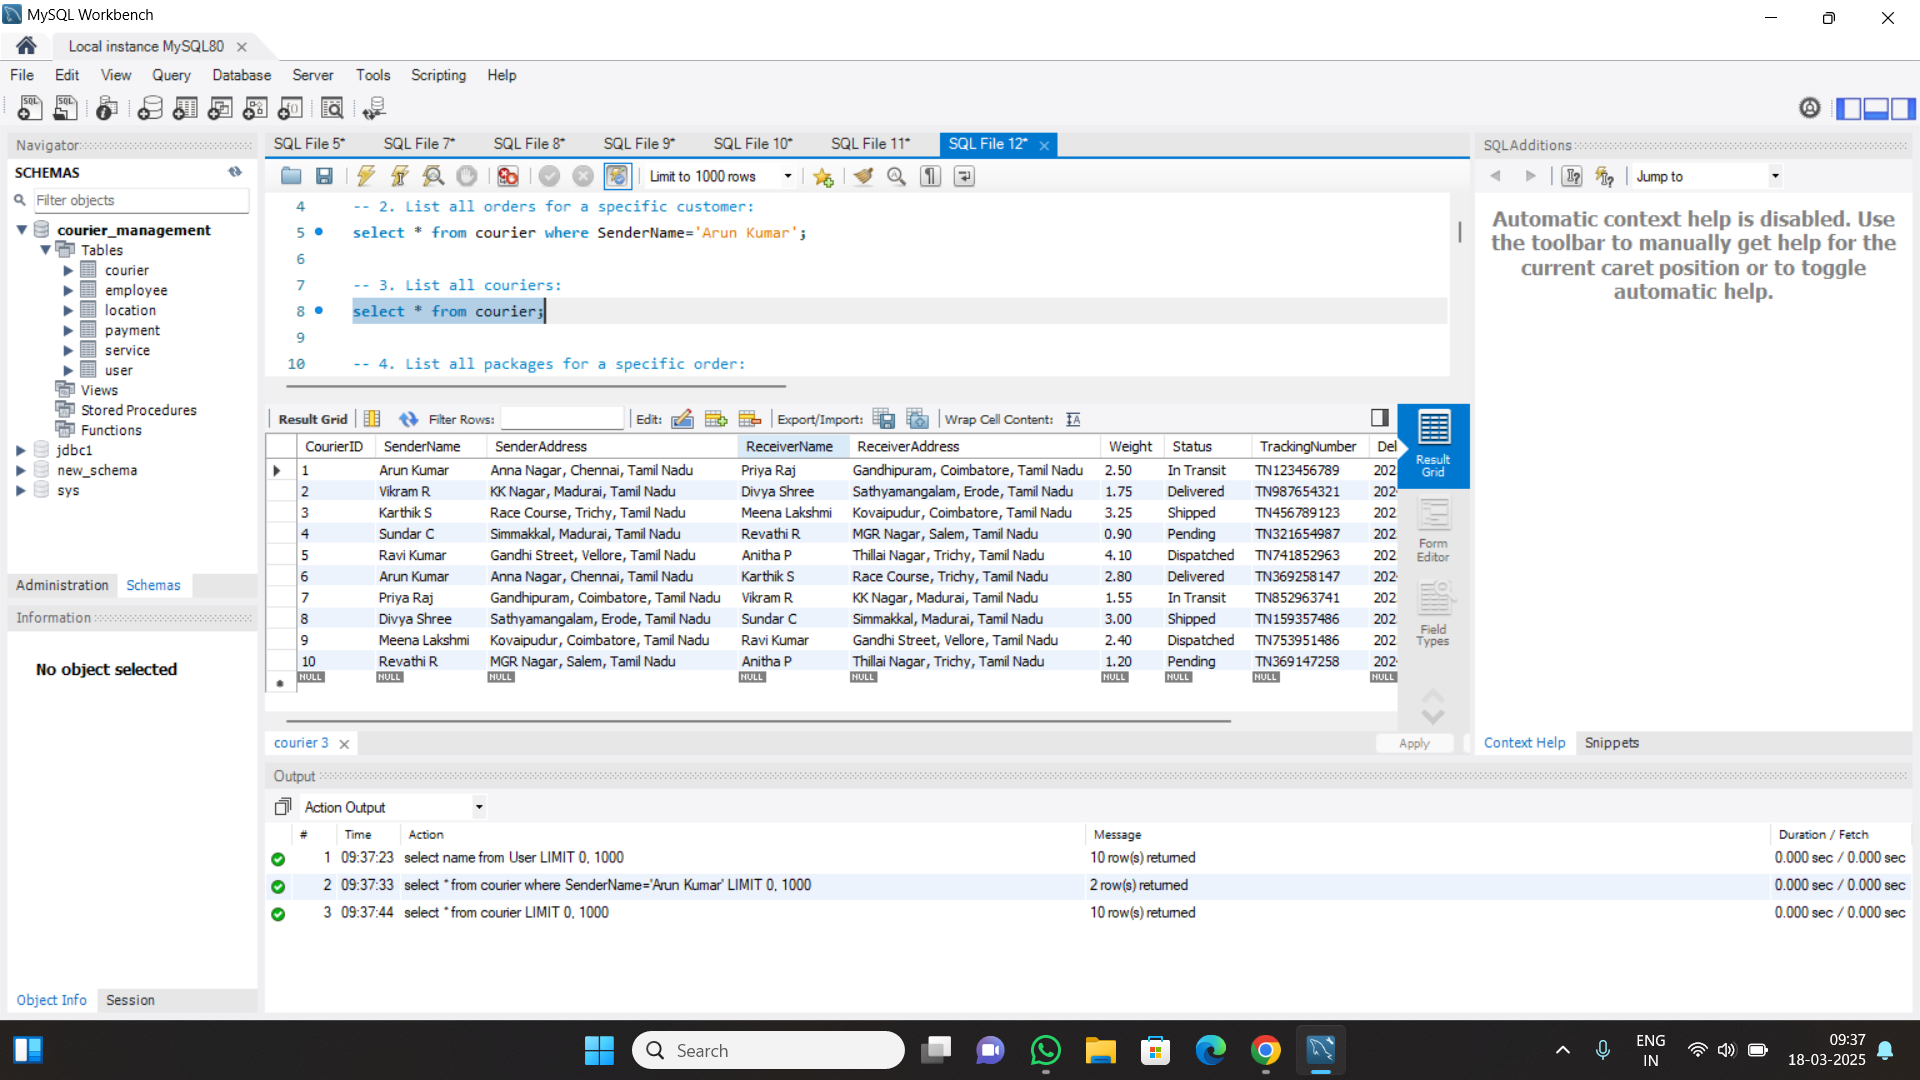 MySQL Workbench
Local instance MySQL80
File Edit View Query Database Server Tools Scripting Help
Navigator
SCHEMAS
Filter objects
courier_management
Tables
courier
employee
location
payment
service
user
Views
Stored Procedures
Functions
jdbc1
new_schema
sys
Administration Schemas
Information
No object selected
Object Info Session
SQL File 5* SQL File 7* SQL File 8* SQL File 9* SQL File 10* SQL File 11* SQL File 12*
Limit to 1000 rows
4 -- 2. List all orders for a specific customer:
5 select * from courier where SenderName='Arun Kumar';
6
7 -- 3. List all couriers:
8 select * from courier;
9
10 -- 4. List all packages for a specific order:
Result Grid Filter Rows: Edit: Export/Import: Wrap Cell Content:
CourierID SenderName SenderAddress ReceiverName ReceiverAddress Weight Status TrackingNumber Del
1 Arun Kumar Anna Nagar, Chennai, Tamil Nadu Priya Raj Gandhipuram, Coimbatore, Tamil Nadu 2.50 In Transit TN123456789 202
2 Vikram R KK Nagar, Madurai, Tamil Nadu Divya Shree Sathyamangalam, Erode, Tamil Nadu 1.75 Delivered TN987654321 202
3 Karthik S Race Course, Trichy, Tamil Nadu Meena Lakshmi Kovaipudur, Coimbatore, Tamil Nadu 3.25 Shipped TN456789123 202
4 Sundar C Simmakkal, Madurai, Tamil Nadu Revathi R MGR Nagar, Salem, Tamil Nadu 0.90 Pending TN321654987 202
5 Ravi Kumar Gandhi Street, Vellore, Tamil Nadu Anitha P Thillai Nagar, Trichy, Tamil Nadu 4.10 Dispatched TN741852963 202
6 Arun Kumar Anna Nagar, Chennai, Tamil Nadu Karthik S Race Course, Trichy, Tamil Nadu 2.80 Delivered TN369258147 202
7 Priya Raj Gandhipuram, Coimbatore, Tamil Nadu Vikram R KK Nagar, Madurai, Tamil Nadu 1.55 In Transit TN852963741 202
8 Divya Shree Sathyamangalam, Erode, Tamil Nadu Sundar C Simmakkal, Madurai, Tamil Nadu 3.00 Shipped TN159357486 202
9 Meena Lakshmi Kovaipudur, Coimbatore, Tamil Nadu Ravi Kumar Gandhi Street, Vellore, Tamil Nadu 2.40 Dispatched TN753951486 202
10 Revathi R MGR Nagar, Salem, Tamil Nadu Anitha P Thillai Nagar, Trichy, Tamil Nadu 1.20 Pending TN369147258 202
NULL NULL NULL NULL NULL NULL NULL NULL NULL
Result
Grid
Form
Editor
Field
Types
courier 3
Apply
SQLAdditions
Jump to
Automatic context help is disabled. Use
the toolbar to manually get help for the
current caret position or to toggle
automatic help.
Context Help Snippets
Output
Action Output
# Time Action Message Duration / Fetch
1 09:37:23 select name from User LIMIT 0, 1000 10 row(s) returned 0.000 sec / 0.000 sec
2 09:37:33 select * from courier where SenderName='Arun Kumar' LIMIT 0, 1000 2 row(s) returned 0.000 sec / 0.000 sec
3 09:37:44 select * from courier LIMIT 0, 1000 10 row(s) returned 0.000 sec / 0.000 sec
Search
ENG
IN
09:37
18-03-2025